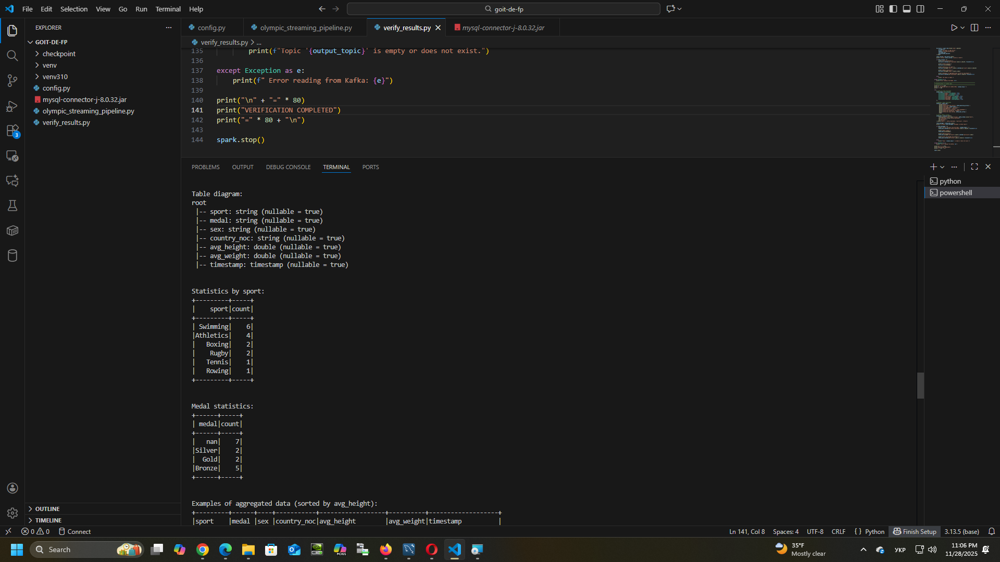 File Edit Selection View Go Run Terminal Help
goit-de-fp
EXPLORER
GOIT-DE-FP
checkpoint
venv
venv310
config.py
mysql-connector-j-8.0.32.jar
olympic_streaming_pipeline.py
verify_results.py
3
OUTLINE
TIMELINE
config.py olympic_streaming_pipeline.py verify_results.py mysql-connector-j-8.0.32.jar
verify_results.py > ...
135 print(f"Topic '{output_topic}' is empty or does not exist.")
136
137 except Exception as e:
138 print(f" Error reading from Kafka: {e}")
139
140 print("\n" + "=" * 80)
141 print("VERIFICATION COMPLETED")
142 print("=" * 80 + "\n")
143
144 spark.stop()
PROBLEMS OUTPUT DEBUG CONSOLE TERMINAL PORTS
python
powershell
Table diagram:
root
|-- sport: string (nullable = true)
|-- medal: string (nullable = true)
|-- sex: string (nullable = true)
|-- country_noc: string (nullable = true)
|-- avg_height: double (nullable = true)
|-- avg_weight: double (nullable = true)
|-- timestamp: timestamp (nullable = true)
Statistics by sport:
+---------+-----+
|    sport|count|
+---------+-----+
| Swimming|    6|
|Athletics|    4|
|   Boxing|    2|
|    Rugby|    2|
|   Tennis|    1|
|   Rowing|    1|
+---------+-----+
Medal statistics:
+------+-----+
| medal|count|
+------+-----+
|   nan|    7|
|Silver|    2|
|  Gold|    2|
|Bronze|    5|
+------+-----+
Examples of aggregated data (sorted by avg_height):
+---------+------+----+-----------+------------------+----------+-------------------+
|sport    |medal |sex |country_noc|avg_height        |avg_weight|timestamp          |
0 0 Connect
Ln 141, Col 8 Spaces: 4 UTF-8 CRLF {} Python Finish Setup 3.13.5 (base)
Search
M365
35°F
Mostly clear
УКР
11:06 PM
11/28/2025